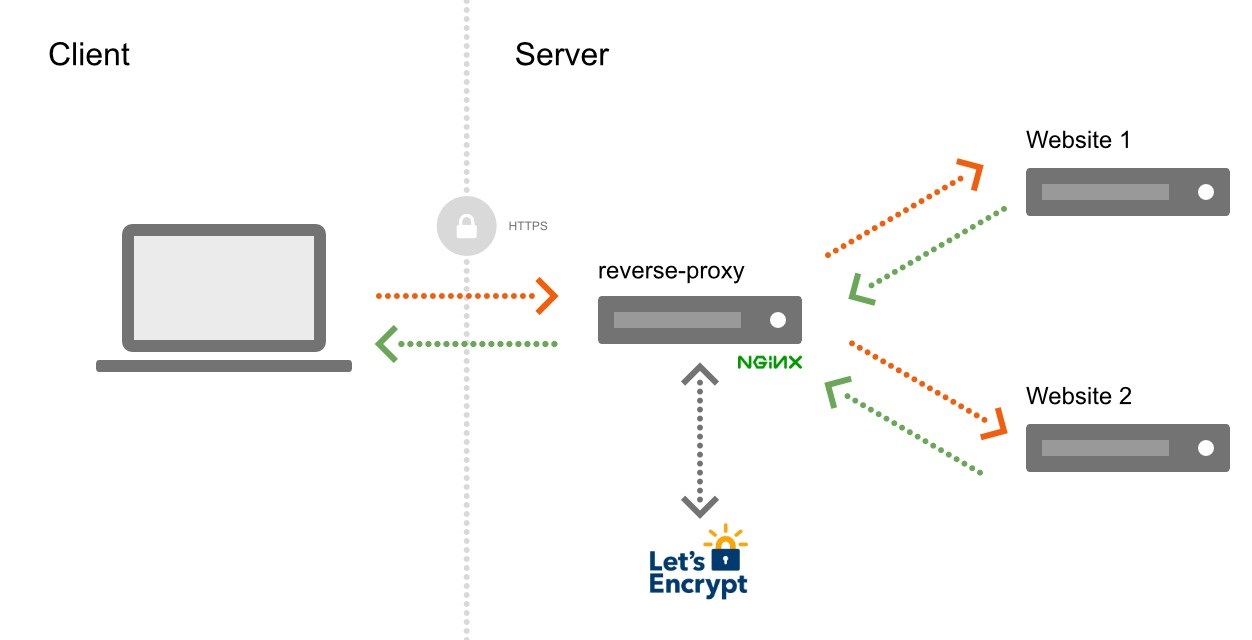 Client
Server
Website 1
HTTPS
reverse-proxy
NGiNX
Website 2
Let's
Encrypt